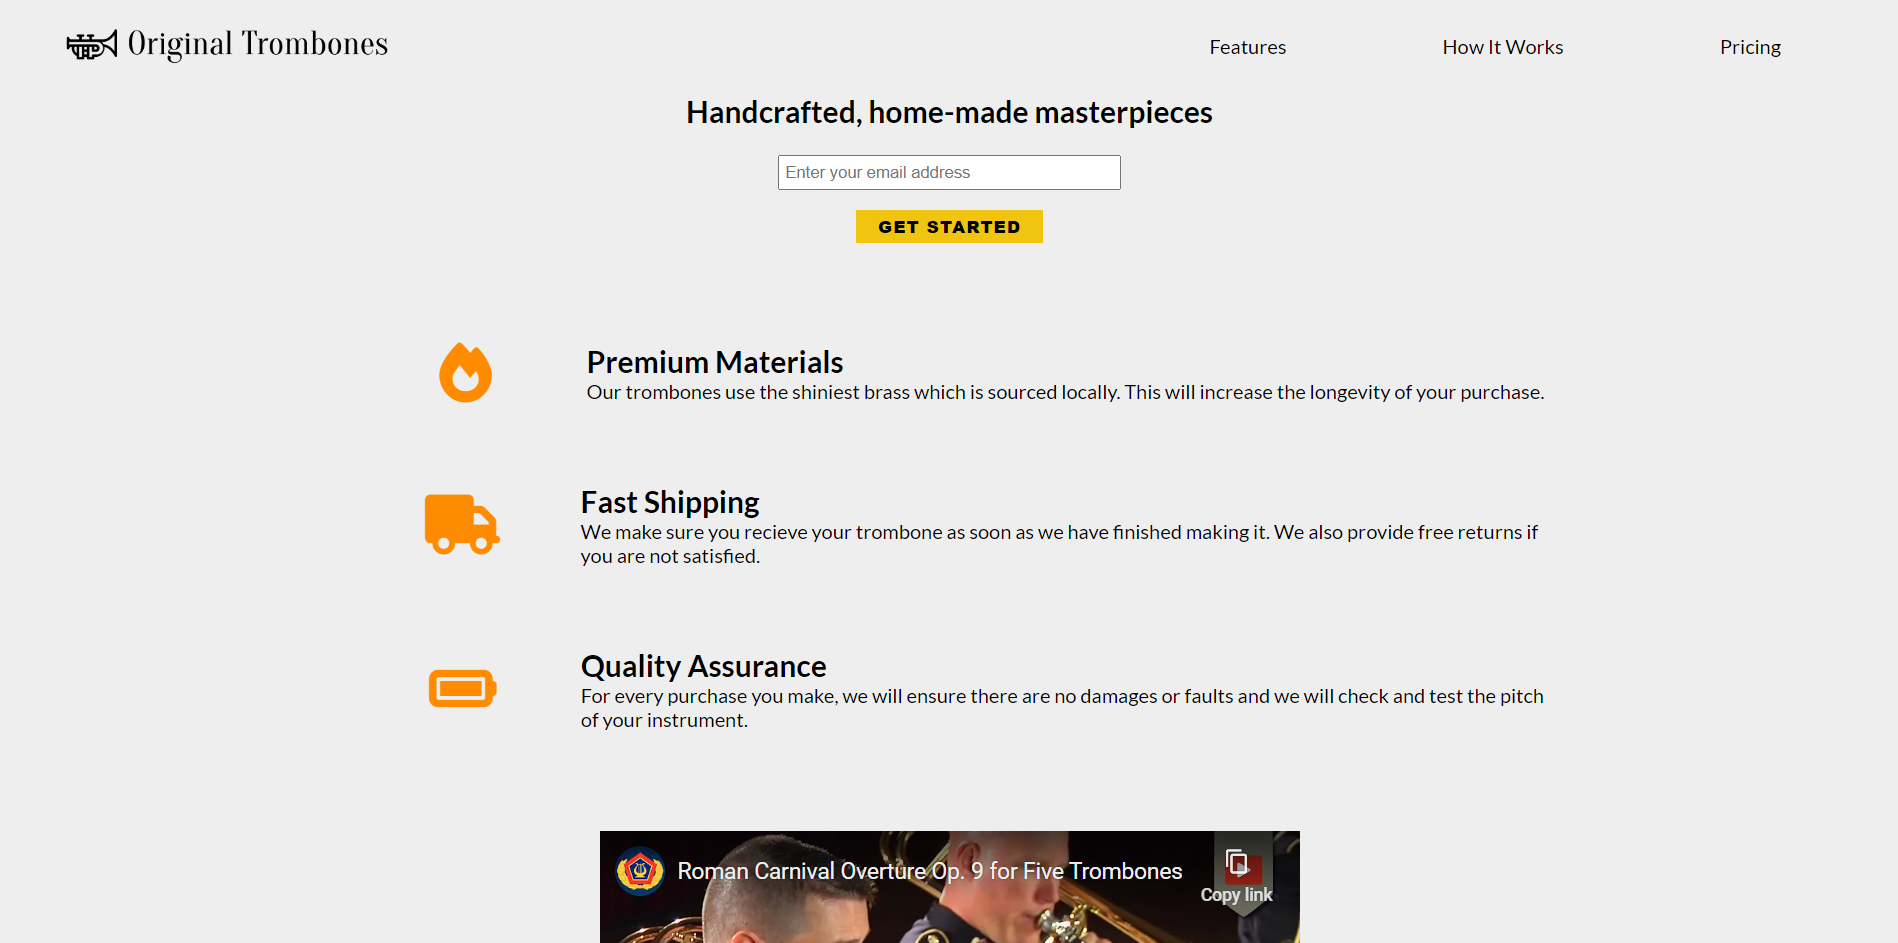 Original Trombones
Features
How It Works
Pricing
Handcrafted, home-made masterpieces
Enter your email address
GET STARTED
Premium Materials
Our trombones use the shiniest brass which is sourced locally. This will increase the longevity of your purchase.
Fast Shipping
We make sure you recieve your trombone as soon as we have finished making it. We also provide free returns if
you are not satisfied.
Quality Assurance
For every purchase you make, we will ensure there are no damages or faults and we will check and test the pitch
of your instrument.
Roman Carnival Overture Op. 9 for Five Trombones
Copy link